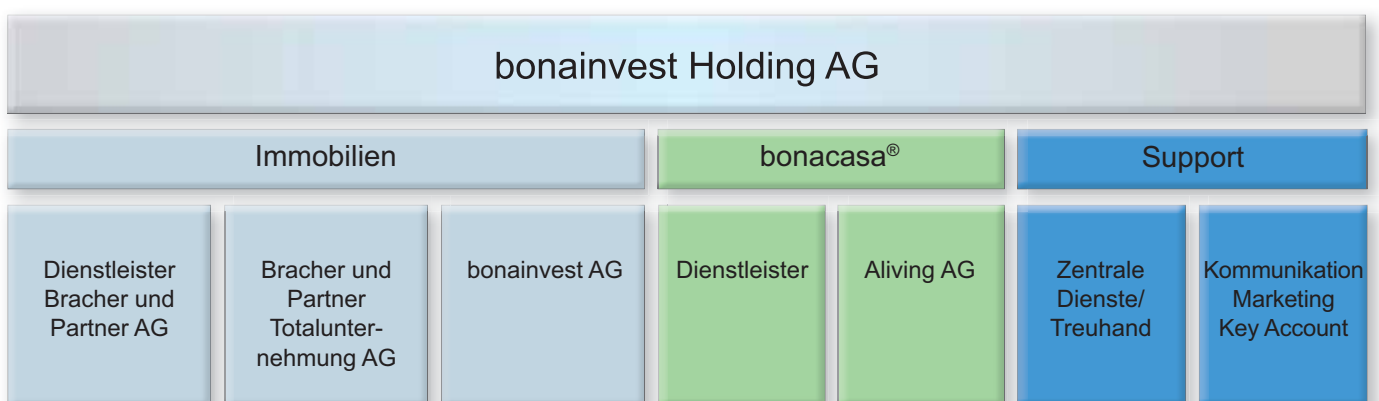 bonainvest Holding AG
Immobilien
bonacasa®
Support
Dienstleister
Bracher und
Partner AG
Bracher und
Partner
Totalunter-
nehmung AG
bonainvest AG
Dienstleister
Aliving AG
Zentrale
Dienste/
Treuhand
Kommunikation
Marketing
Key Account